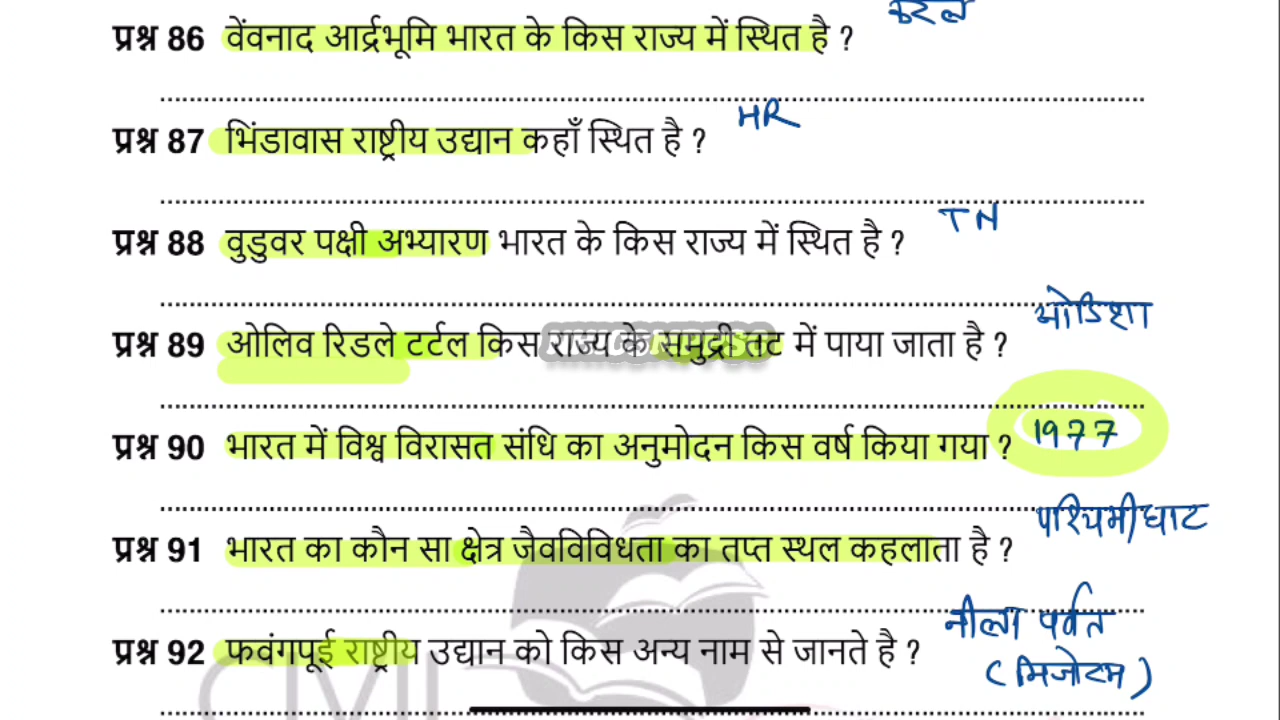 केरल
प्रश्न 86 वेंवनाद आर्द्रभूमि भारत के किस राज्य में स्थित है ?
HR
प्रश्न 87 भिंडावास राष्ट्रीय उद्यान कहाँ स्थित है ?
TN
प्रश्न 88 वुडुवर पक्षी अभ्यारण भारत के किस राज्य में स्थित है ?
ओडिशा
प्रश्न 89 ओलिव रिडले टर्टल किस राज्य के समुद्री तट में पाया जाता है ?
प्रश्न 90 भारत में विश्व विरासत संधि का अनुमोदन किस वर्ष किया गया ? 1977
पश्चिमी घाट
प्रश्न 91 भारत का कौन सा क्षेत्र जैवविविधता का तप्त स्थल कहलाता है ?
नीला पर्वत
प्रश्न 92 फवंगपूई राष्ट्रीय उद्यान को किस अन्य नाम से जानते है ?
(मिजोरम)